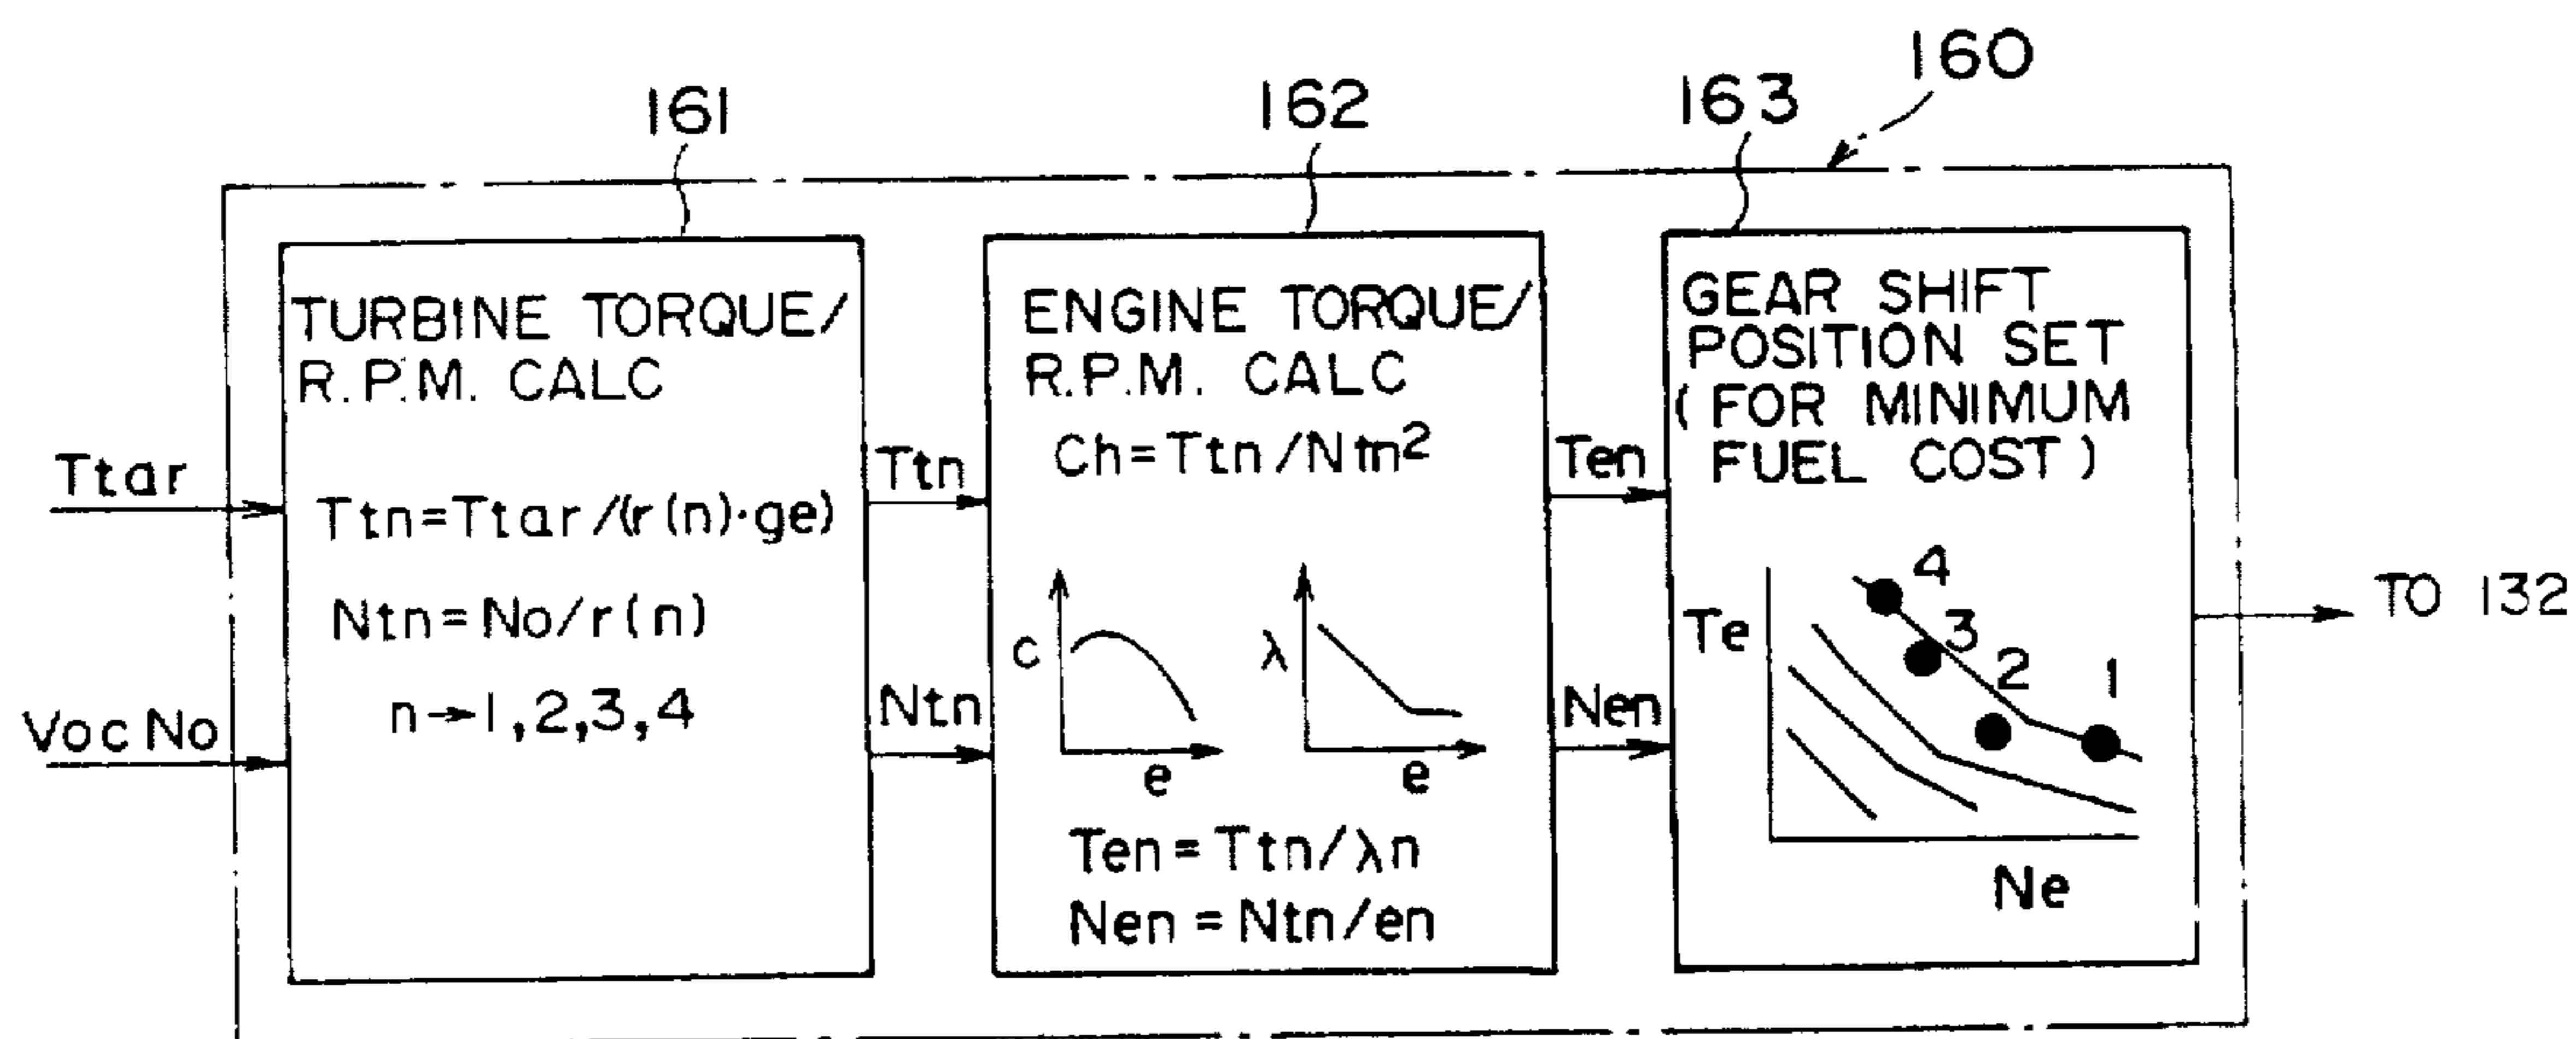 160
161
162
163
TURBINE TORQUE/
R.P.M. CALC
Ttn=Ttar/(r(n)·ge)
Ntn=No/r(n)
n→1,2,3,4
Ttar
Voc No
Ttn
Ntn
ENGINE TORQUE/
R.P.M. CALC
Ch=Ttn/Ntn²
c
e
λ
e
Ten=Ttn/λn
Nen=Ntn/en
Ten
Nen
GEAR SHIFT
POSITION SET
(FOR MINIMUM
FUEL COST)
4
3
2
1
Te
Ne
TO 132